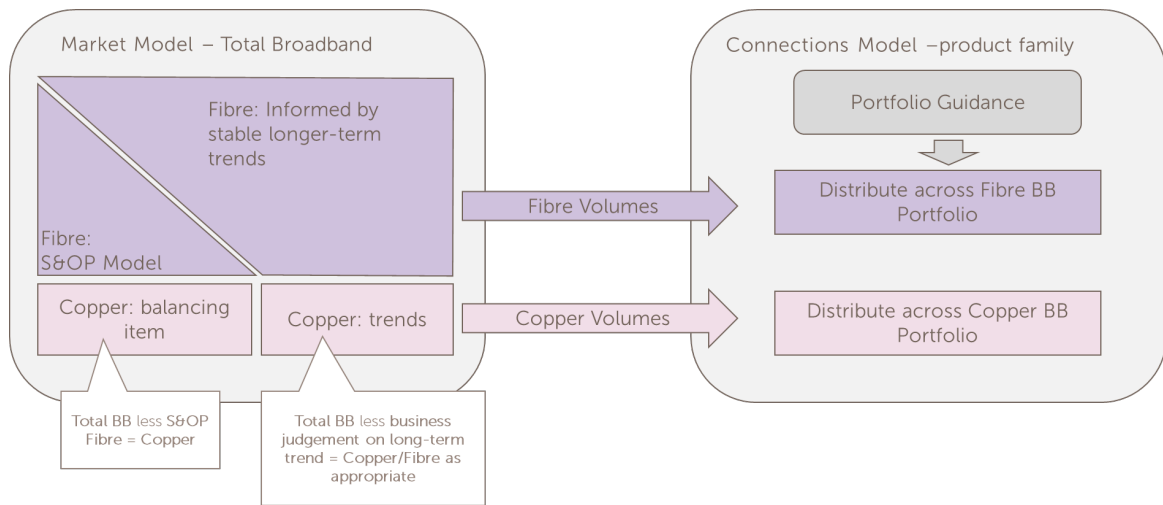 Market Model – Total Broadband
Fibre: Informed by
stable longer-term
trends
Fibre:
S&OP Model
Copper: balancing
item
Copper: trends
Total BB less S&OP
Fibre = Copper
Total BB less business
judgement on long-term
trend = Copper/Fibre as
appropriate
Fibre Volumes
Copper Volumes
Connections Model –product family
Portfolio Guidance
Distribute across Fibre BB
Portfolio
Distribute across Copper BB
Portfolio